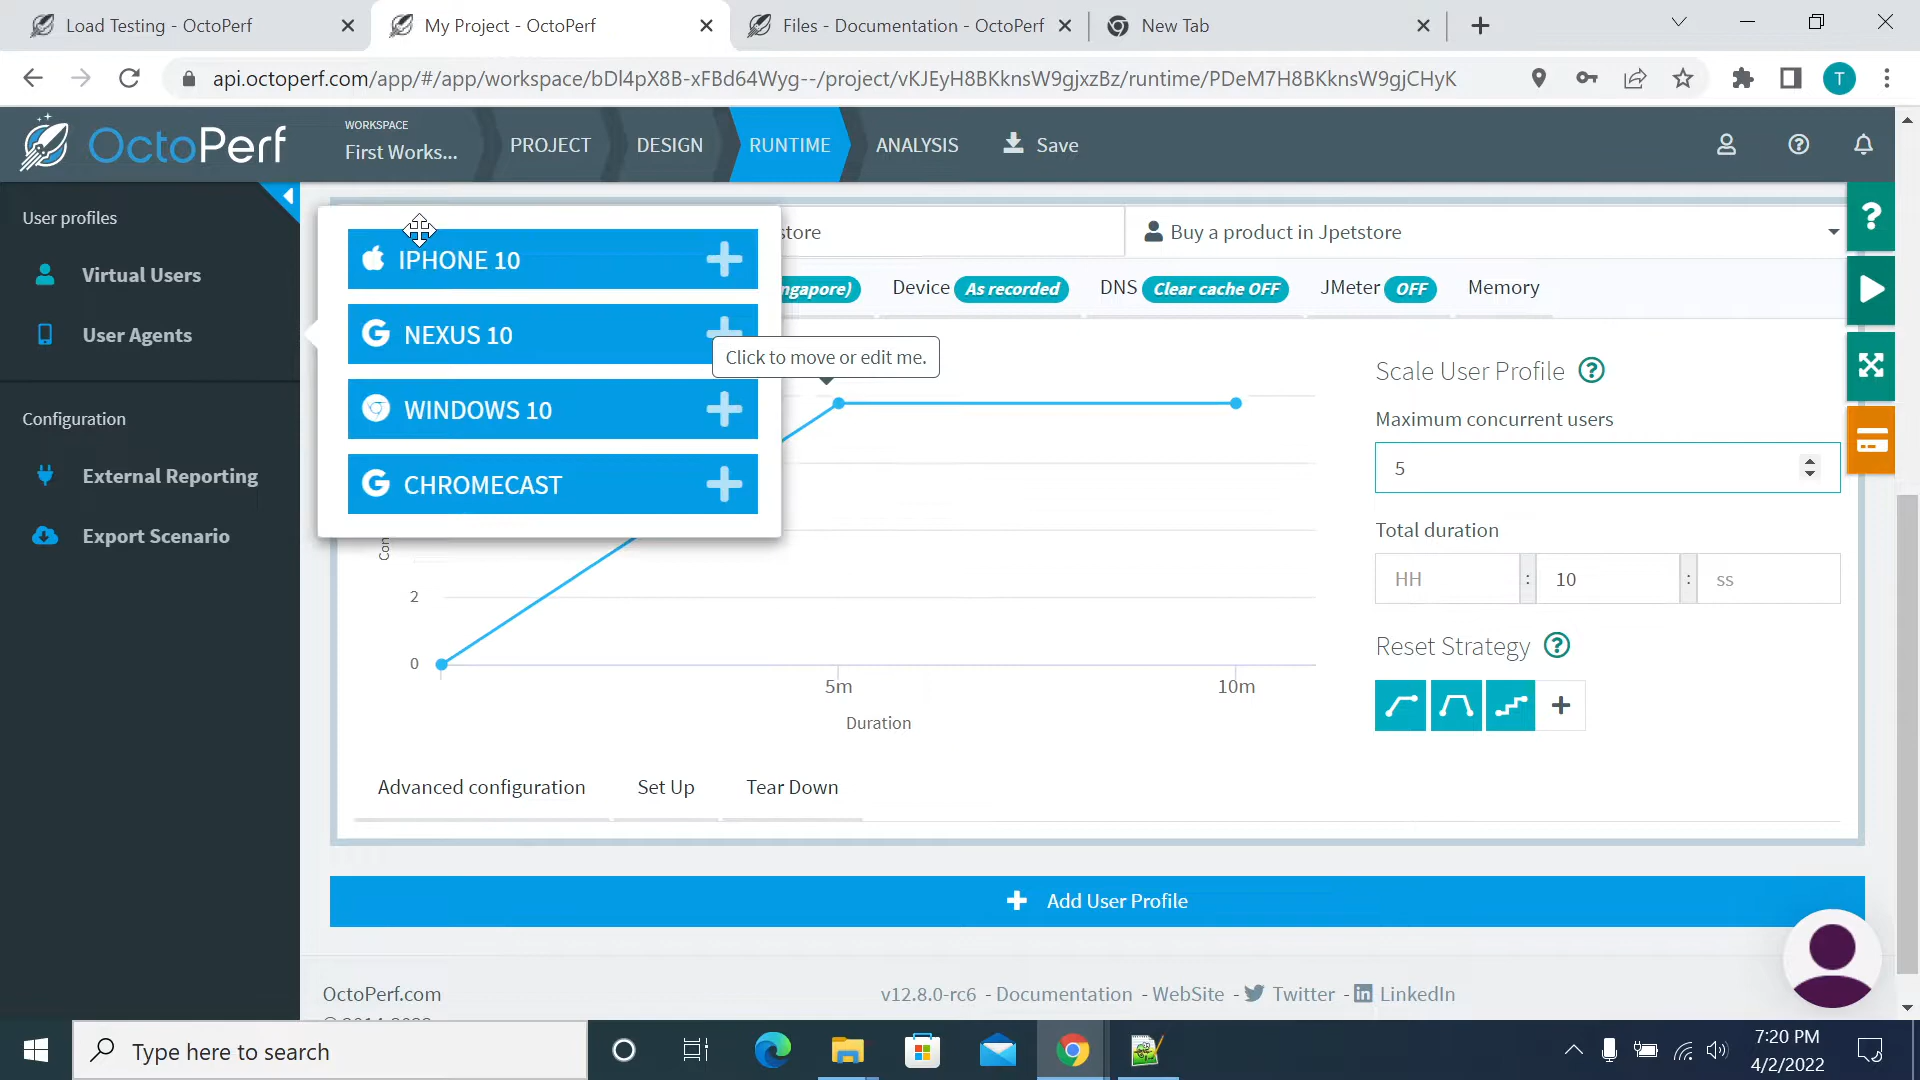 Load Testing - OctoPerf
My Project - OctoPerf
Files - Documentation - OctoPerf
New Tab
api.octoperf.com/app/#/app/workspace/bDl4pX8B-xFBd64Wyg--/project/vKJEyH8BKknsW9gjxzBz/runtime/PDeM7H8BKknsW9gjCHyK
T
OctoPerf
WORKSPACE
First Works...
PROJECT
DESIGN
RUNTIME
ANALYSIS
Save
User profiles
Virtual Users
User Agents
Configuration
External Reporting
Export Scenario
IPHONE 10
NEXUS 10
WINDOWS 10
CHROMECAST
store
Buy a product in Jpetstore
ngapore)
Device As recorded
DNS Clear cache OFF
JMeter OFF
Memory
Click to move or edit me.
Con
2
0
5m
10m
Duration
Scale User Profile
Maximum concurrent users
5
Total duration
HH : 10 : ss
Reset Strategy
Advanced configuration
Set Up
Tear Down
Add User Profile
OctoPerf.com
v12.8.0-rc6 - Documentation - WebSite - Twitter - LinkedIn
Type here to search
7:20 PM
4/2/2022